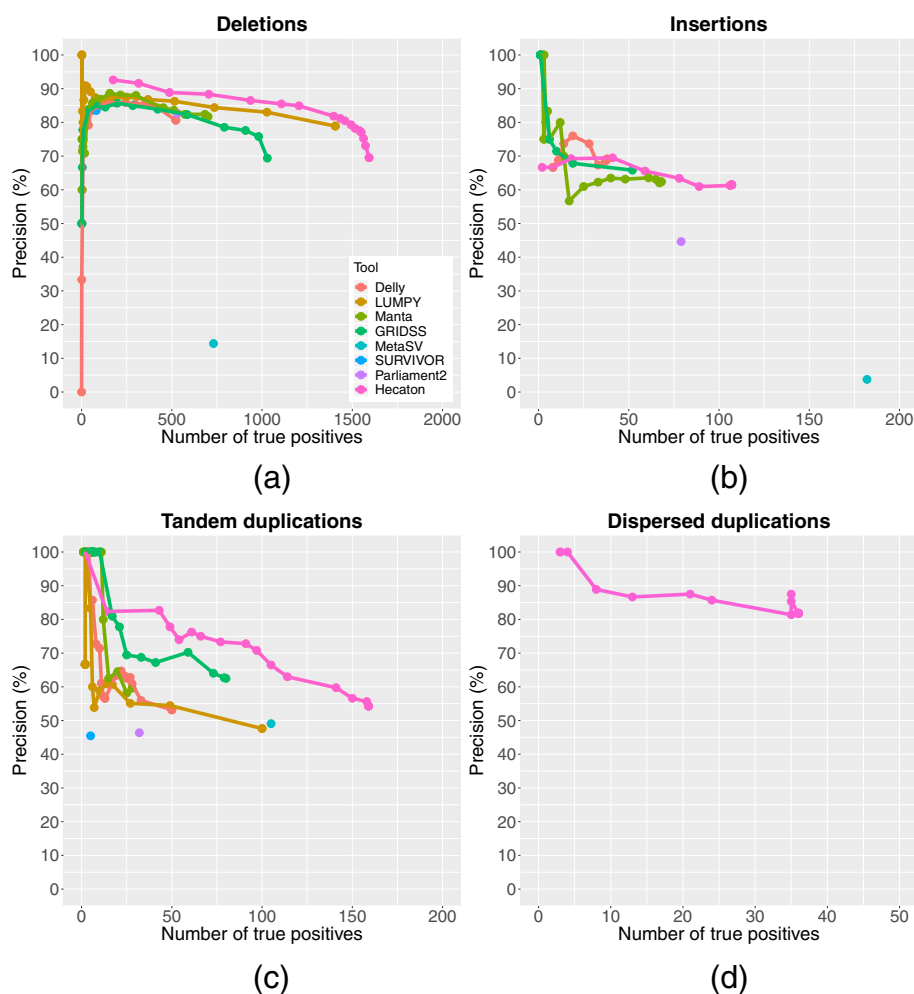 Deletions
100
90
80
70
60
50
40
30
20
10
0
Precision (%)
Tool
Delly
LUMPY
Manta
GRIDSS
MetaSV
SURVIVOR
Parliament2
Hecaton
0 500 1000 1500 2000
Number of true positives
(a)
Insertions
100
90
80
70
60
50
40
30
20
10
0
Precision (%)
0 50 100 150 200
Number of true positives
(b)
Tandem duplications
100
90
80
70
60
50
40
30
20
10
0
Precision (%)
0 50 100 150 200
Number of true positives
(c)
Dispersed duplications
100
90
80
70
60
50
40
30
20
10
0
Precision (%)
0 10 20 30 40 50
Number of true positives
(d)